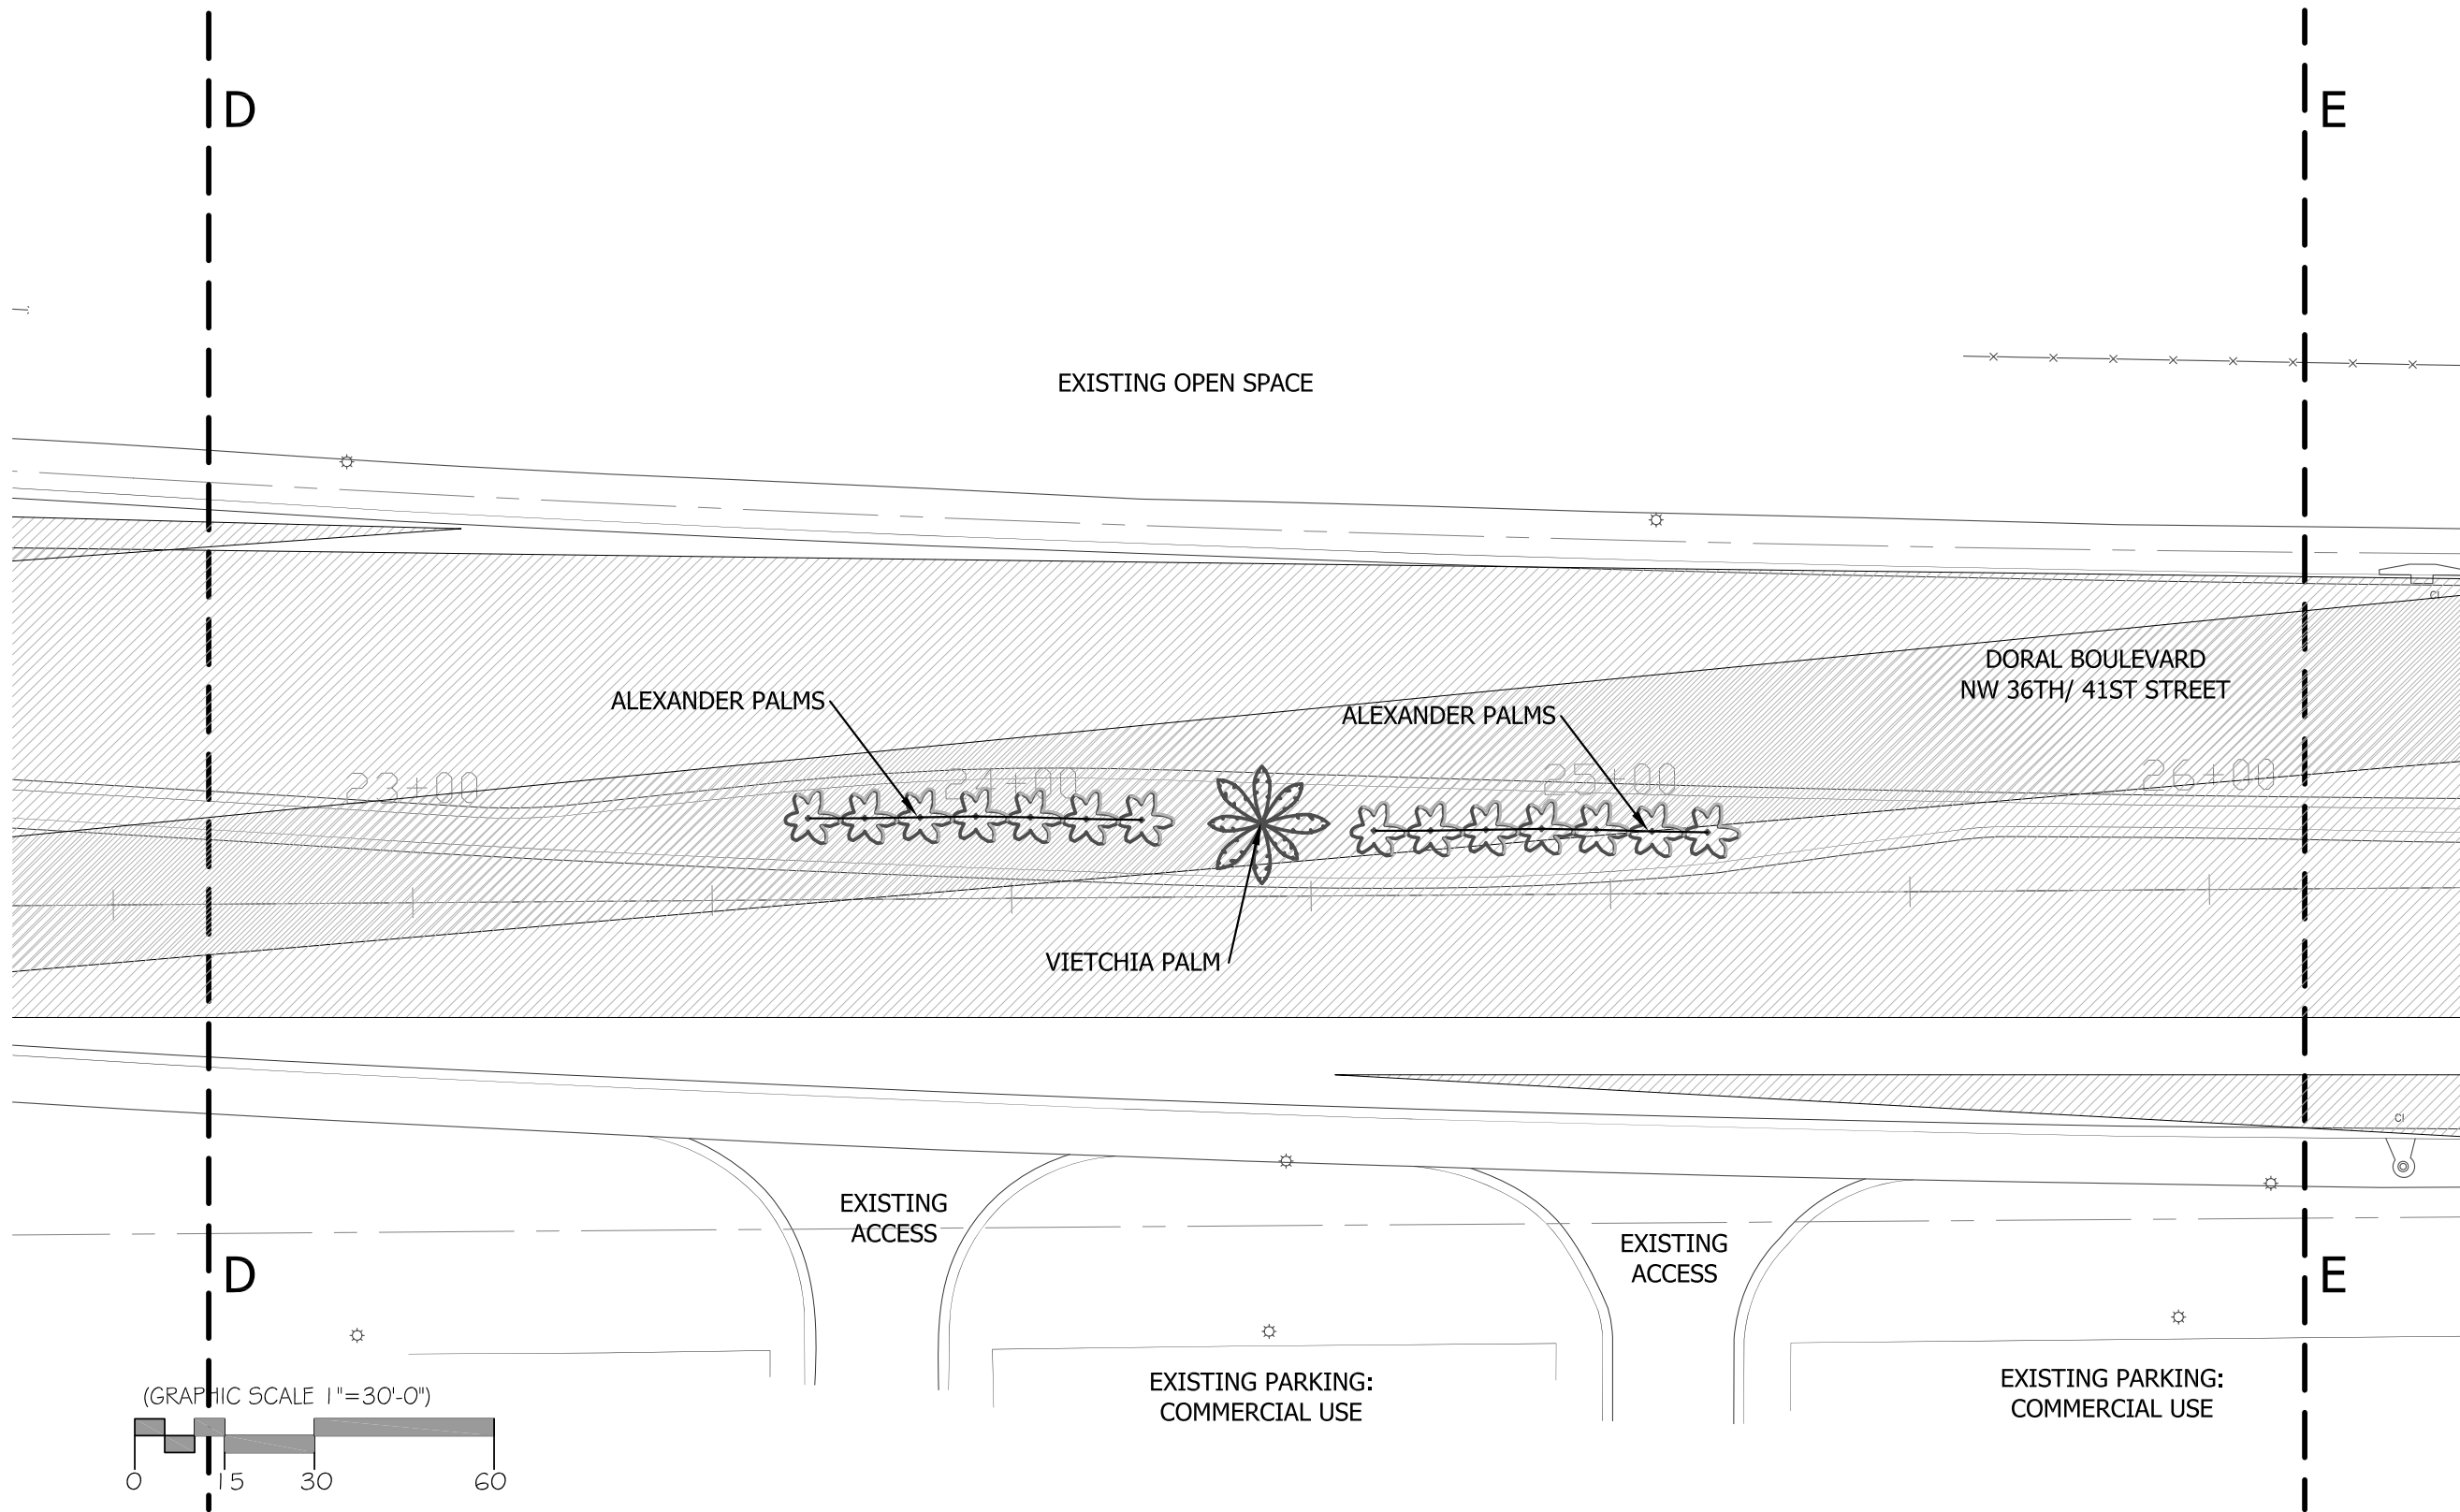 D
E
EXISTING OPEN SPACE
DORAL BOULEVARD
NW 36TH/ 41ST STREET
ALEXANDER PALMS
ALEXANDER PALMS
23+00
24+00
25+00
26+00
VIETCHIA PALM
CI
CI
EXISTING
ACCESS
EXISTING
ACCESS
D
E
EXISTING PARKING:
COMMERCIAL USE
EXISTING PARKING:
COMMERCIAL USE
(GRAPHIC SCALE 1"=30'-0")
0 15 30 60